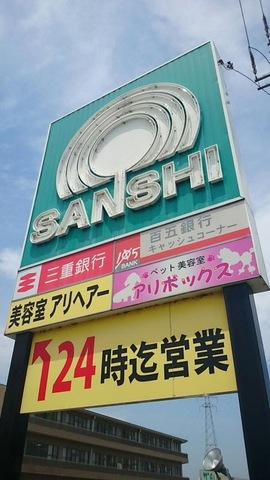 SANSHI
三重銀行
105 BANK
百五銀行
キャッシュコーナー
美容室 アリヘアー
ペット美容室
アリボックス
24時迄営業